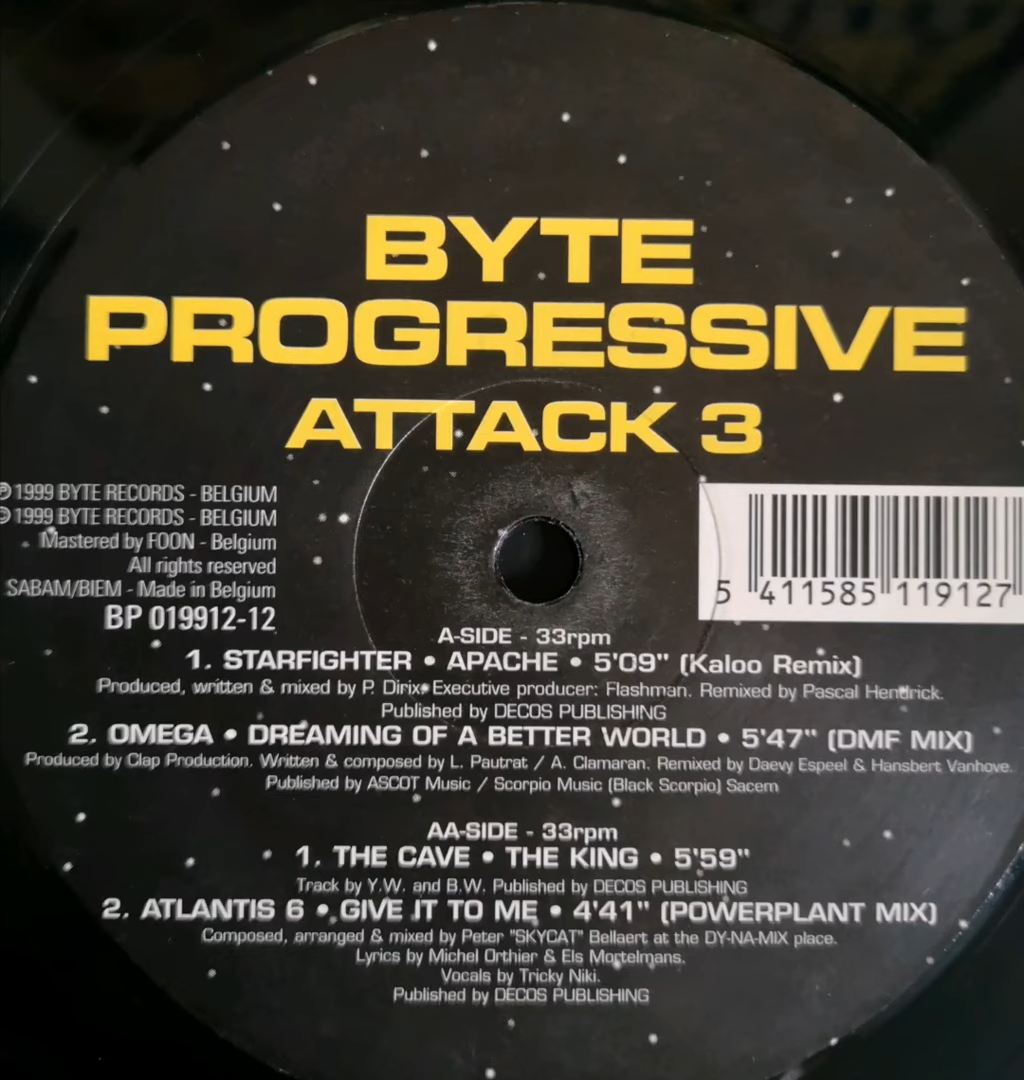 BYTE
PROGRESSIVE
ATTACK 3
℗ 1999 BYTE RECORDS - BELGIUM
© 1999 BYTE RECORDS - BELGIUM
Mastered by FOON - Belgium
All rights reserved
SABAM/BIEM - Made in Belgium
BP 019912-12
5 411585 119127
A-SIDE - 33rpm
1. STARFIGHTER • APACHE • 5'09" (Kaloo Remix)
Produced, written & mixed by P. Dirix. Executive producer: Flashman. Remixed by Pascal Hendrick.
Published by DECOS PUBLISHING
2. OMEGA • DREAMING OF A BETTER WORLD • 5'47" (DMF MIX)
Produced by Clap Production. Written & composed by L. Pautrat / A. Clamaran. Remixed by Daevy Espeel & Hansbert Vanhove.
Published by ASCOT Music / Scorpio Music (Black Scorpio) Sacem
AA-SIDE - 33rpm
1. THE CAVE • THE KING • 5'59"
Track by Y.W. and B.W. Published by DECOS PUBLISHING
2. ATLANTIS 6 • GIVE IT TO ME • 4'41" (POWERPLANT MIX)
Composed, arranged & mixed by Peter "SKYCAT" Bellaert at the DY-NA-MIX place.
Lyrics by Michel Orthier & Els Mortelmans.
Vocals by Tricky Niki.
Published by DECOS PUBLISHING